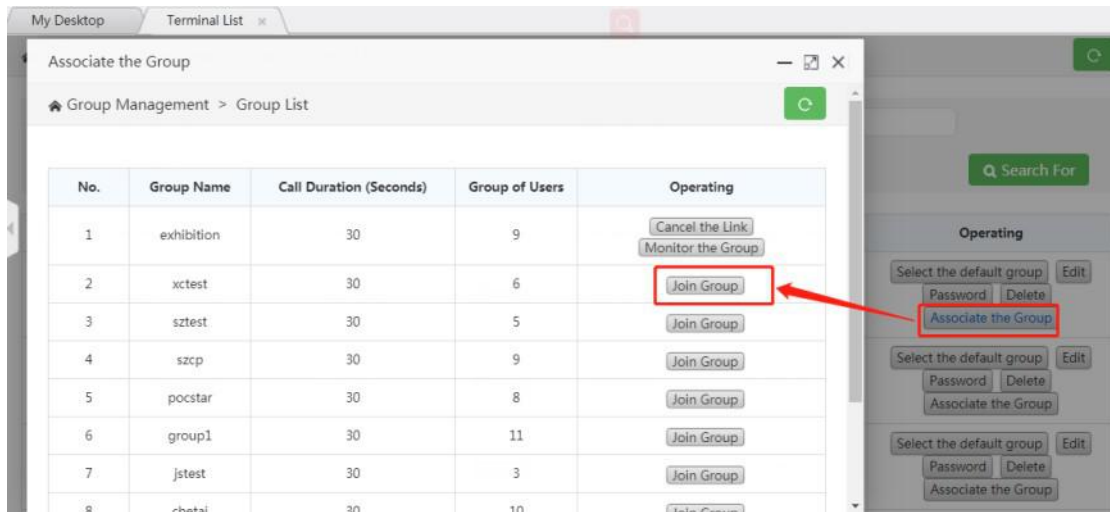 My Desktop
Terminal List
Associate the Group
Group Management > Group List
No. Group Name Call Duration (Seconds) Group of Users Operating
1 exhibition 30 9 Cancel the Link
Monitor the Group
2 xctest 30 6 Join Group
3 sztest 30 5 Join Group
4 szcp 30 9 Join Group
5 pocstar 30 8 Join Group
6 group1 30 11 Join Group
7 jstest 30 3 Join Group
8 chetai 30 10 Join Group
Search For
Operating
Select the default group Edit
Password Delete
Associate the Group
Select the default group Edit
Password Delete
Associate the Group
Select the default group Edit
Password Delete
Associate the Group